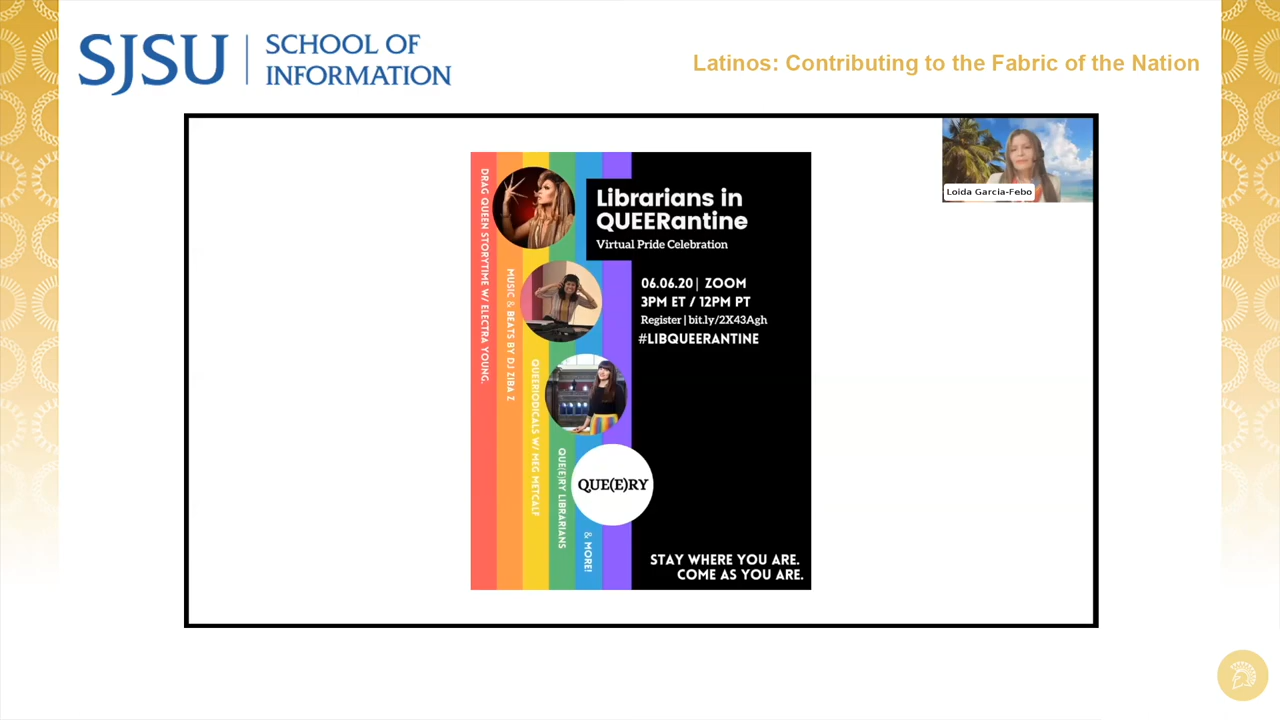 SJSU
SCHOOL OF
INFORMATION
Latinos: Contributing to the Fabric of the Nation
Loida Garcia-Febo
Librarians in
QUEERantine
Virtual Pride Celebration
06.06.20 | ZOOM
3PM ET / 12PM PT
Register | bit.ly/2X43Agh
#LIBQUEERANTINE
DRAG QUEEN STORYTIME W/ ELECTRA YOUNG.
MUSIC & BEATS BY DJ ZIBA Z
QUEERIODICALS W/ MEG METCALF
QUE(E)RY LIBRARIANS
& MORE!
QUE(E)RY
STAY WHERE YOU ARE.
COME AS YOU ARE.